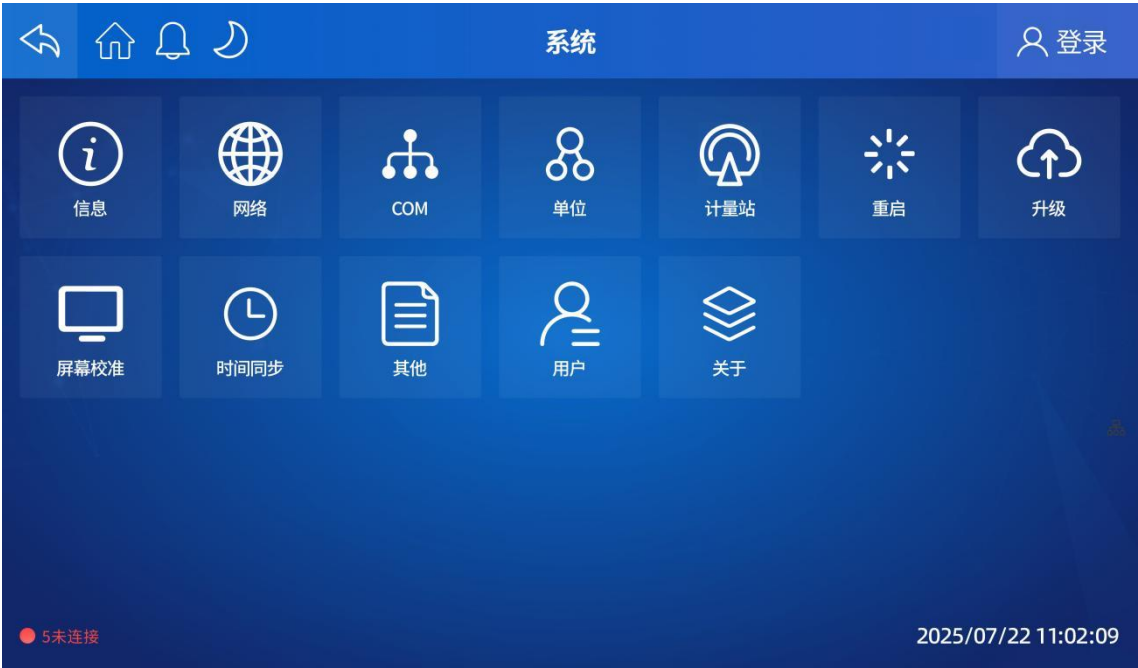 系统
登录
信息
网络
COM
单位
计量站
重启
升级
屏幕校准
时间同步
其他
用户
关于
5未连接
2025/07/22 11:02:09